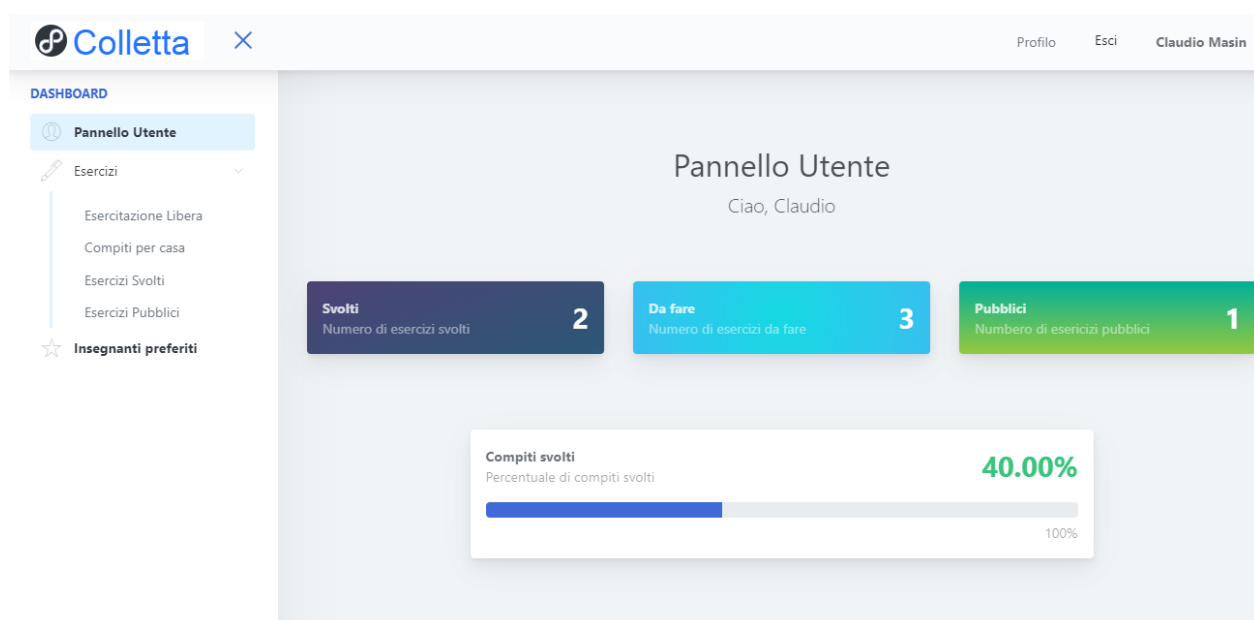 Colletta
Profilo
Esci
Claudio Masin
DASHBOARD
Pannello Utente
Esercizi
Esercitazione Libera
Compiti per casa
Esercizi Svolti
Esercizi Pubblici
Insegnanti preferiti
Pannello Utente
Ciao, Claudio
Svolti
Numero di esercizi svolti
2
Da fare
Numero di esercizi da fare
3
Pubblici
Numbero di esericizi pubblici
1
Compiti svolti
Percentuale di compiti svolti
40.00%
100%